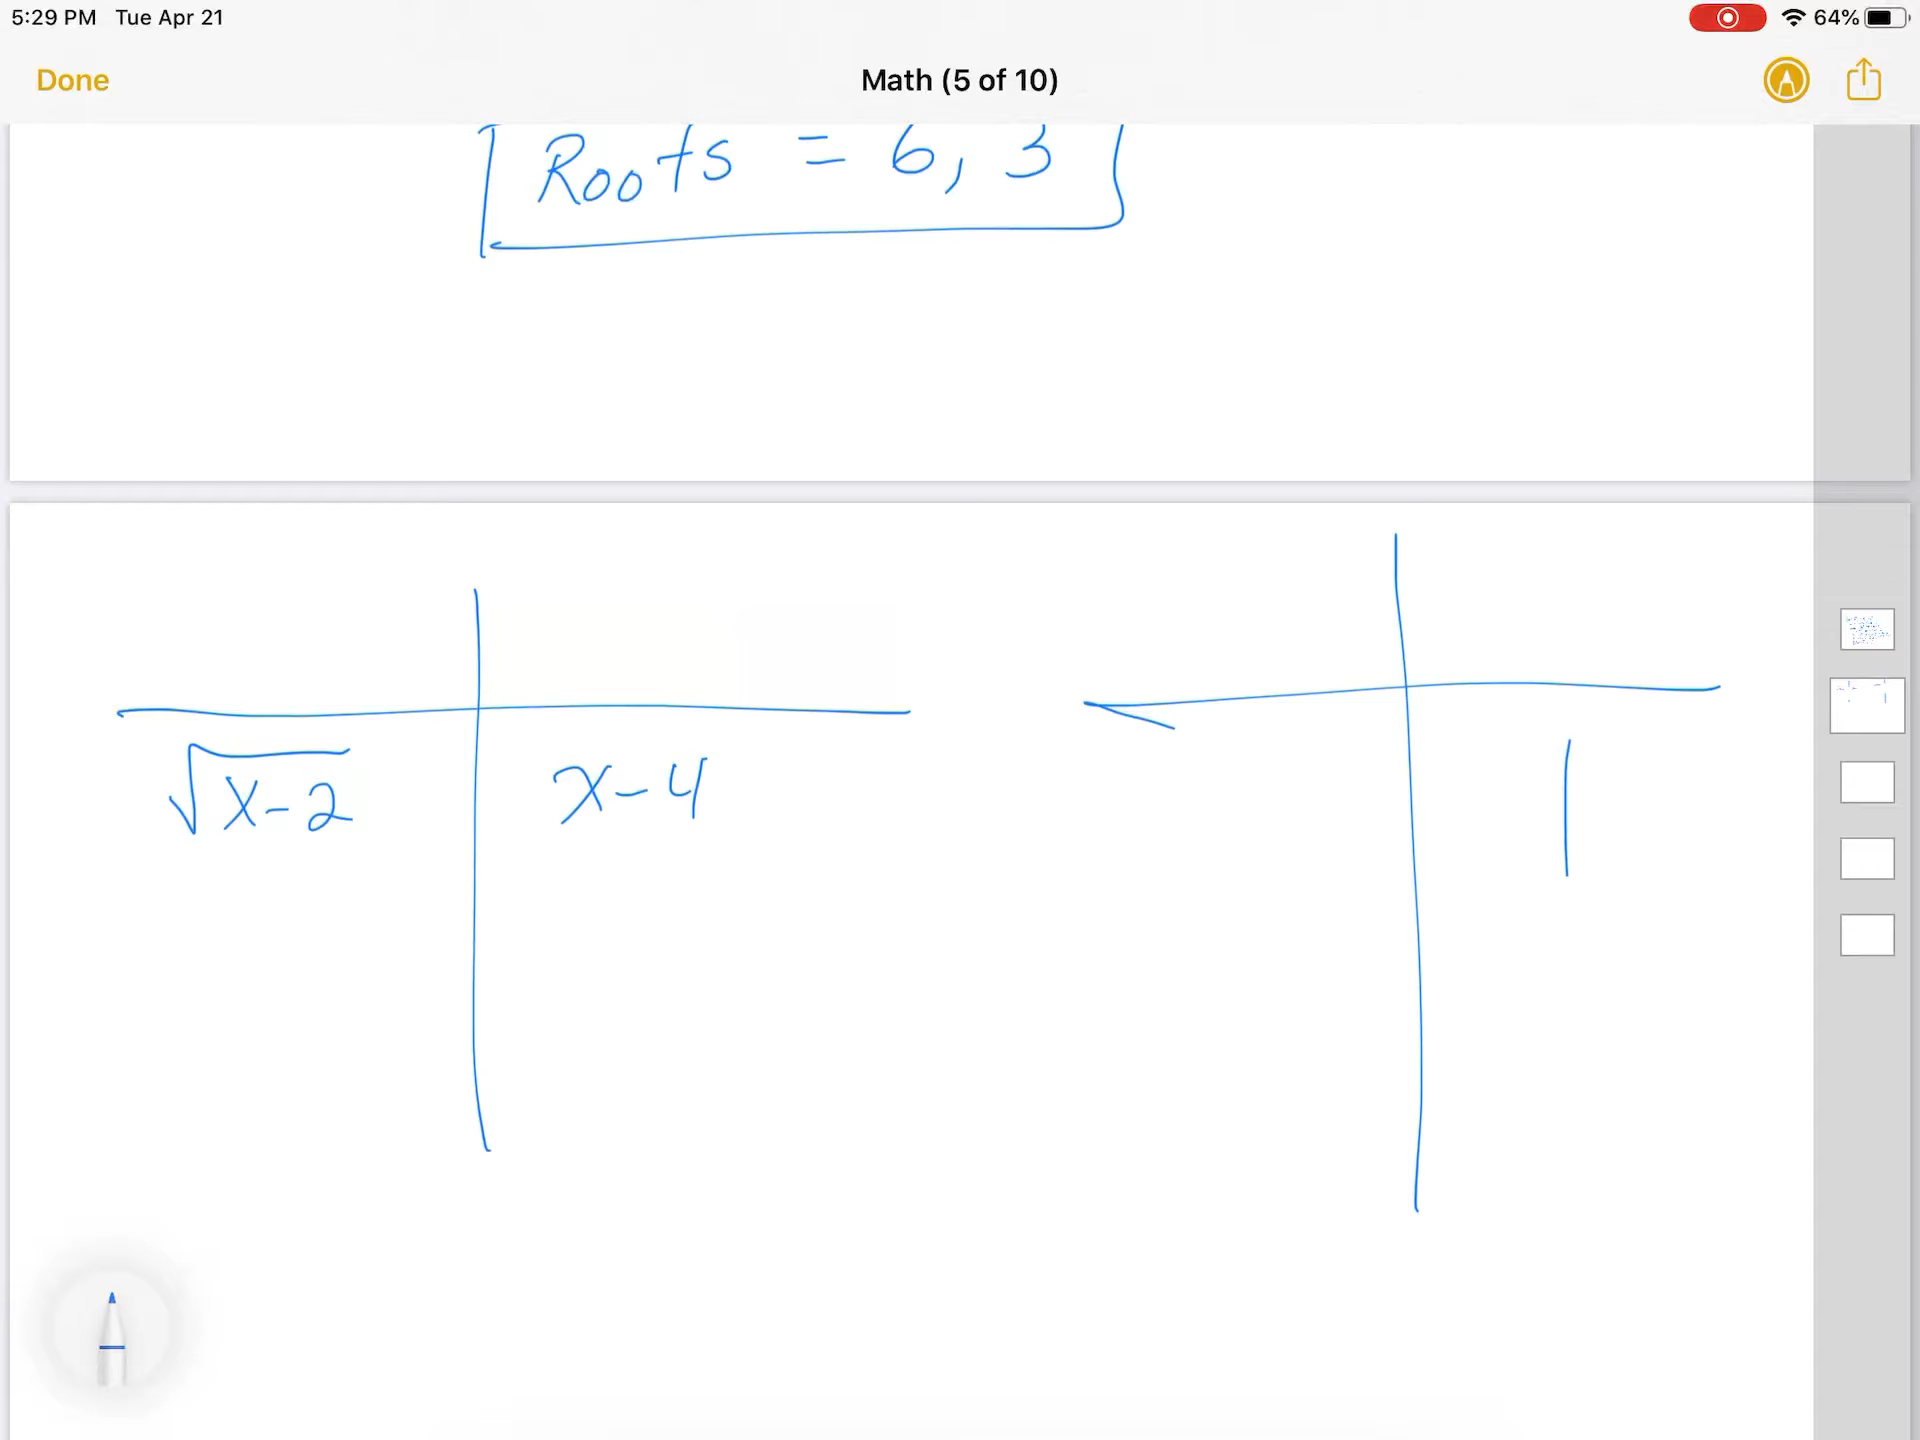 5:29 PM Tue Apr 21
64%
Done
Math (5 of 10)
Roots = 6, 3
√x-2
x-4